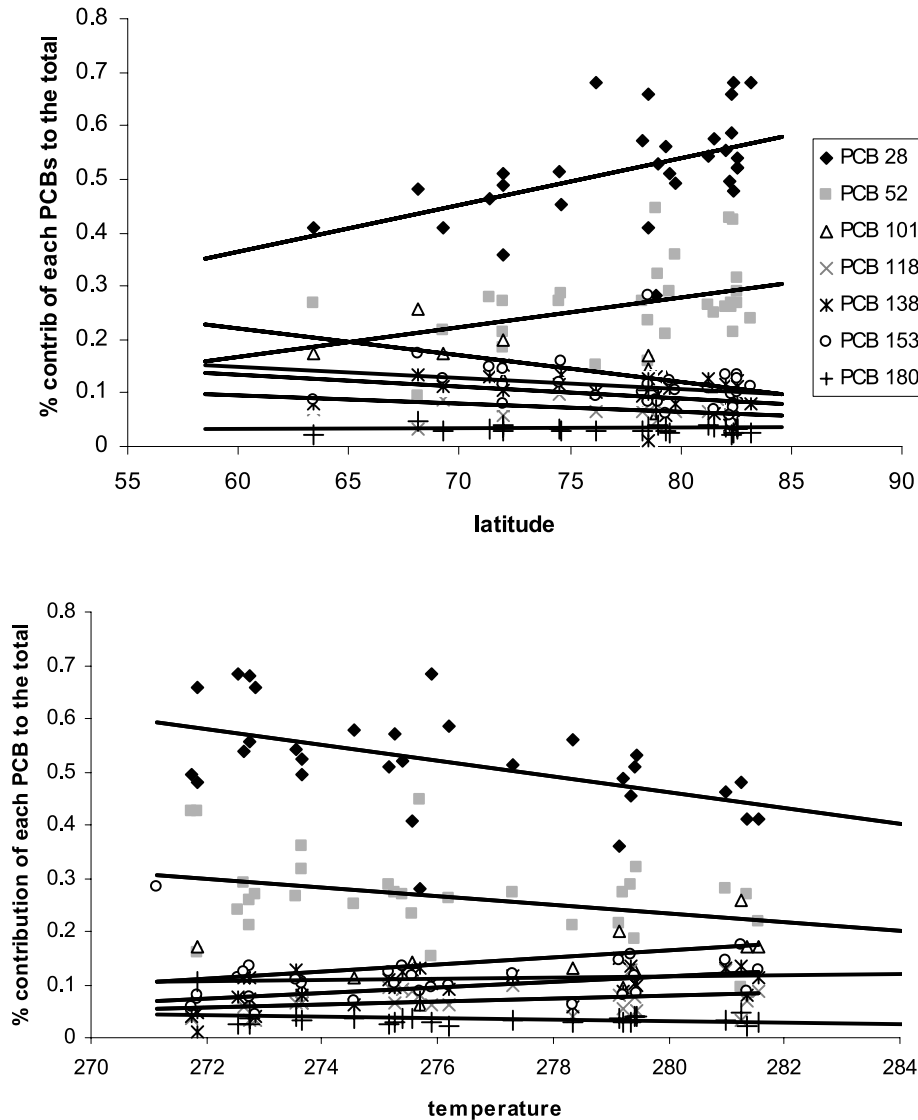 % contrib of each PCBs to the total
0.8
0.7
0.6
0.5
0.4
0.3
0.2
0.1
0
55 60 65 70 75 80 85 90
latitude
PCB 28
PCB 52
PCB 101
PCB 118
PCB 138
PCB 153
PCB 180
% contribution of each PCB to the total
0.8
0.7
0.6
0.5
0.4
0.3
0.2
0.1
0
270 272 274 276 278 280 282 284
temperature